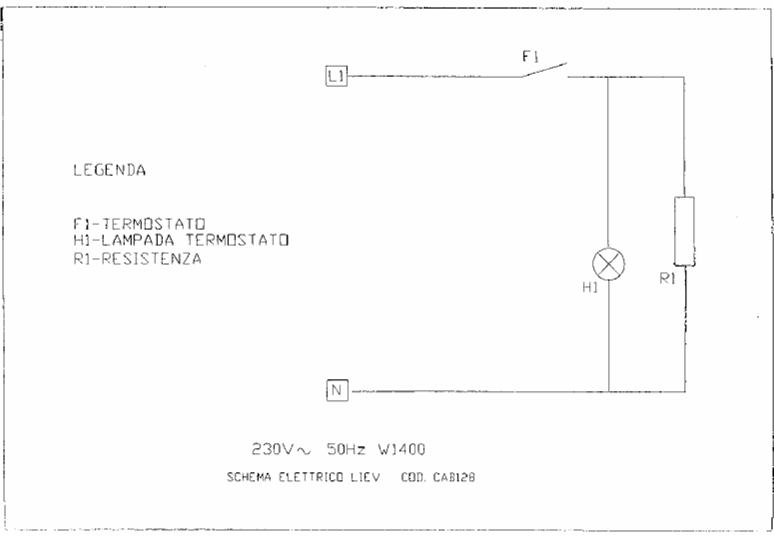 F1
L1
LEGENDA
F1-TERMOSTATO
H1-LAMPADA TERMOSTATO
R1-RESISTENZA
R1
H1
N
230V~ 50Hz W1400
SCHEMA ELETTRICO LIEV COD. CAB128